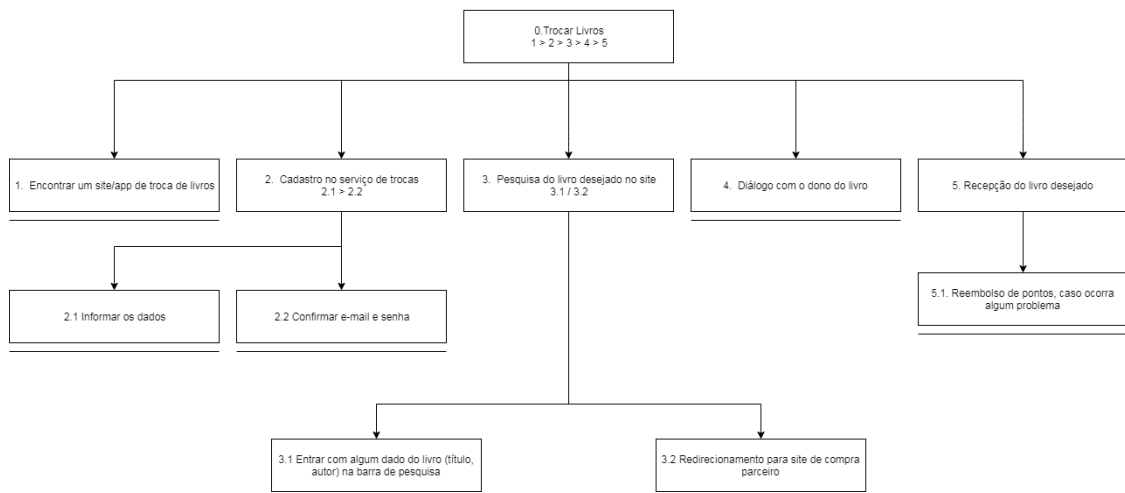 0.Trocar Livros
1 > 2 > 3 > 4 > 5
1. Encontrar um site/app de troca de livros
2. Cadastro no serviço de trocas
2.1 > 2.2
3. Pesquisa do livro desejado no site
3.1 / 3.2
4. Diálogo com o dono do livro
5. Recepção do livro desejado
2.1 Informar os dados
2.2 Confirmar e-mail e senha
5.1. Reembolso de pontos, caso ocorra
algum problema
3.1 Entrar com algum dado do livro (título,
autor) na barra de pesquisa
3.2 Redirecionamento para site de compra
parceiro